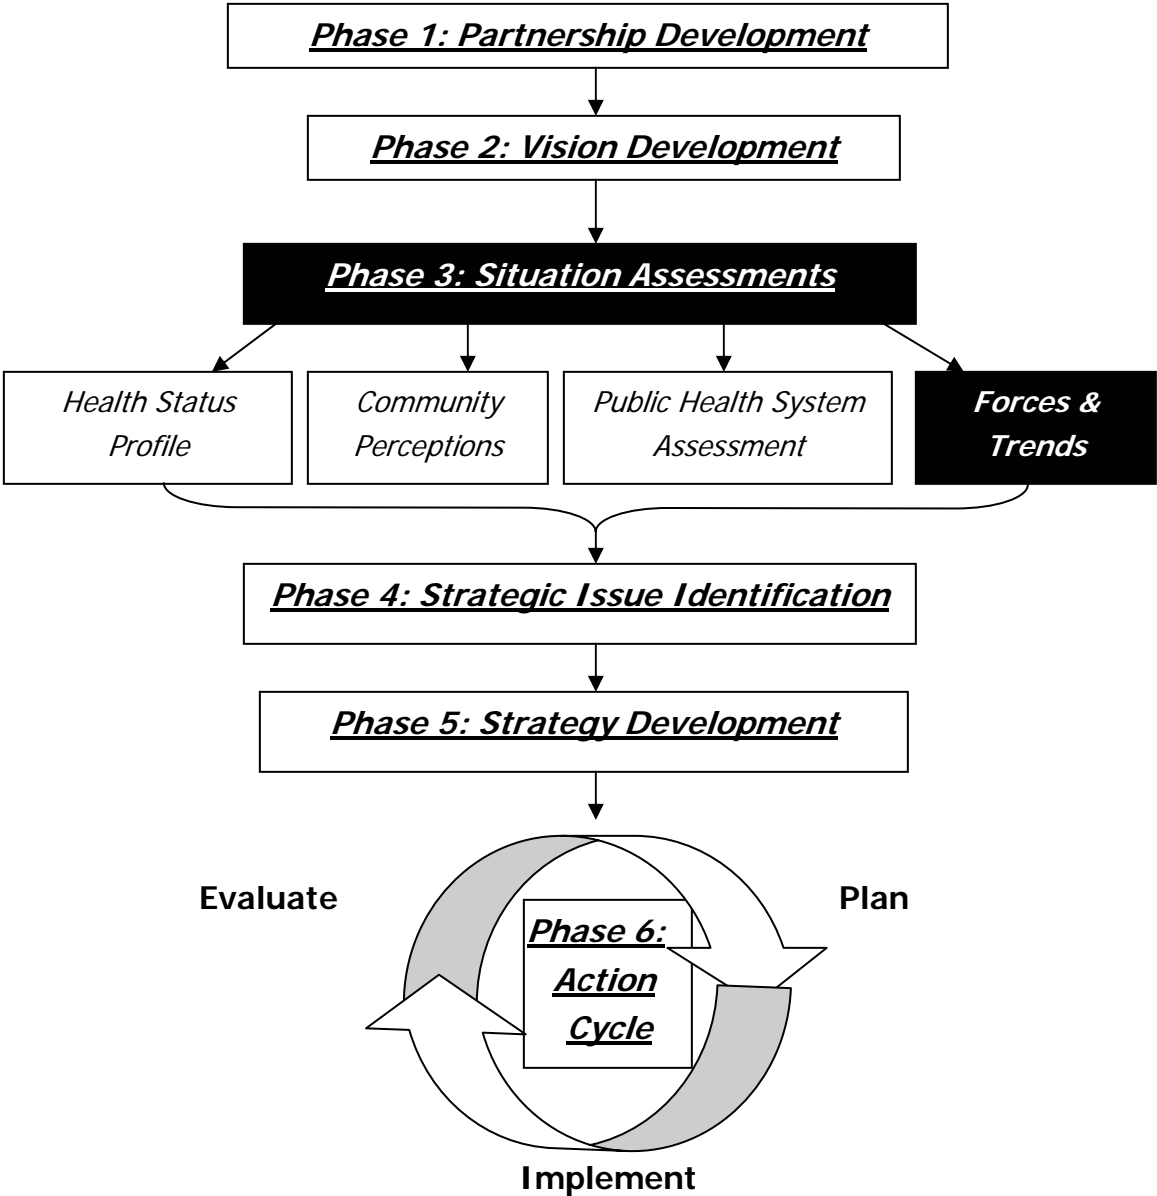 Phase 1: Partnership Development
Phase 2: Vision Development
Phase 3: Situation Assessments
Health Status
Profile
Community
Perceptions
Public Health System
Assessment
Forces &
Trends
Phase 4: Strategic Issue Identification
Phase 5: Strategy Development
Evaluate
Plan
Phase 6:
Action
Cycle
Implement